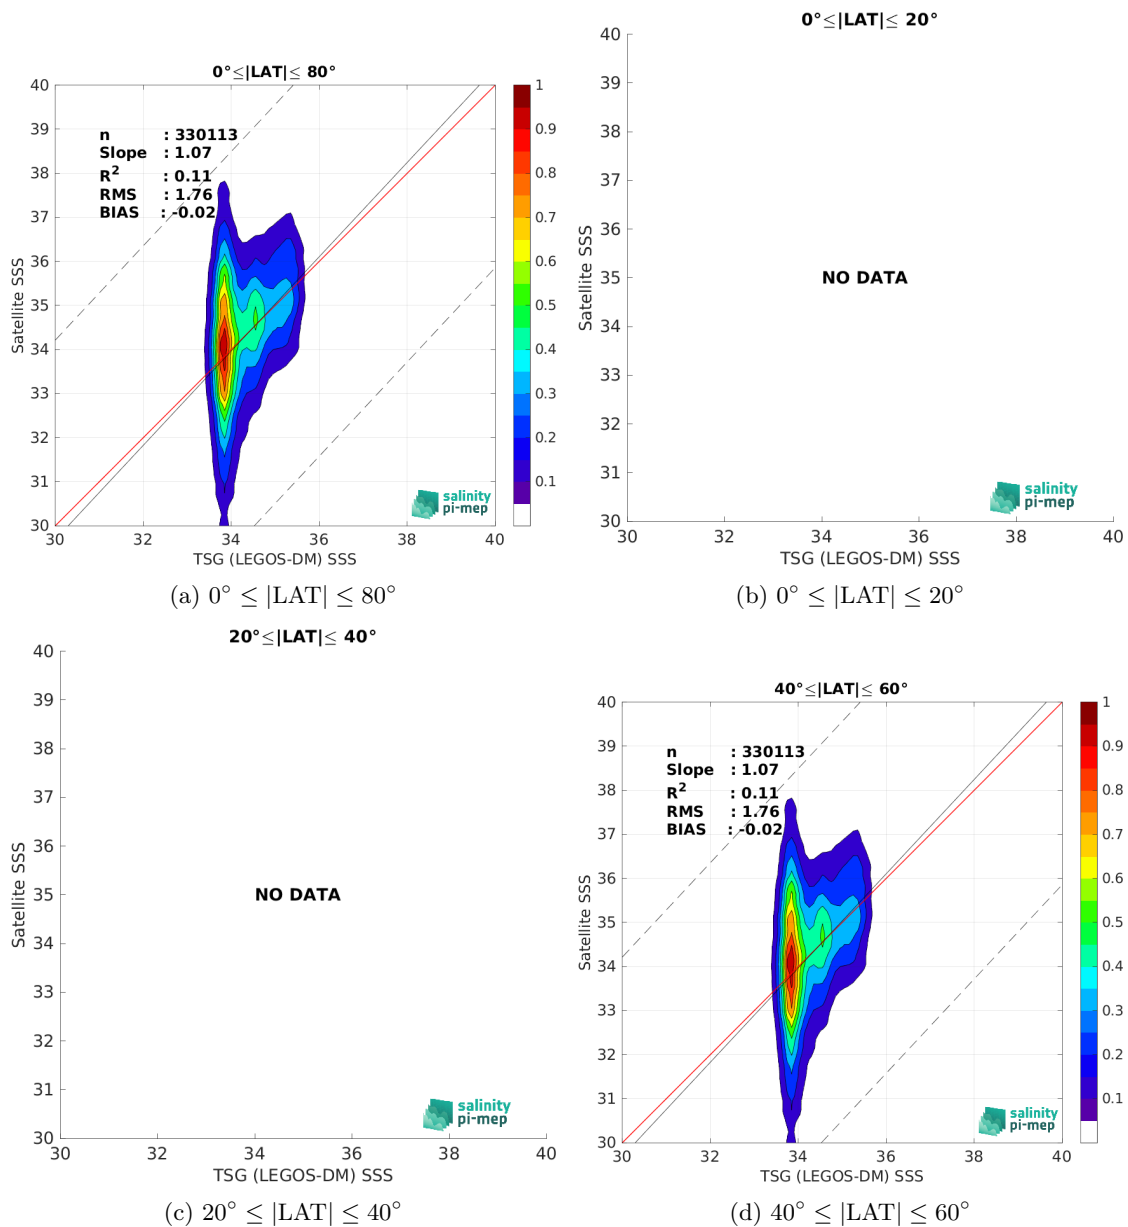 0°≤|LAT|≤ 80°
40
39
38
37
36
35
34
33
32
31
30
Satellite SSS
n : 330113
Slope : 1.07
R² : 0.11
RMS : 1.76
BIAS : -0.02
1
0.9
0.8
0.7
0.6
0.5
0.4
0.3
0.2
0.1
salinity
pi-mep
30 32 34 36 38 40
TSG (LEGOS-DM) SSS
(a) 0° ≤ |LAT| ≤ 80°
0°≤|LAT|≤ 20°
40
39
38
37
36
35
34
33
32
31
30
Satellite SSS
NO DATA
salinity
pi-mep
30 32 34 36 38 40
TSG (LEGOS-DM) SSS
(b) 0° ≤ |LAT| ≤ 20°
20°≤|LAT|≤ 40°
40
39
38
37
36
35
34
33
32
31
30
Satellite SSS
NO DATA
salinity
pi-mep
30 32 34 36 38 40
TSG (LEGOS-DM) SSS
(c) 20° ≤ |LAT| ≤ 40°
40°≤|LAT|≤ 60°
40
39
38
37
36
35
34
33
32
31
30
Satellite SSS
n : 330113
Slope : 1.07
R² : 0.11
RMS : 1.76
BIAS : -0.02
1
0.9
0.8
0.7
0.6
0.5
0.4
0.3
0.2
0.1
salinity
pi-mep
30 32 34 36 38 40
TSG (LEGOS-DM) SSS
(d) 40° ≤ |LAT| ≤ 60°